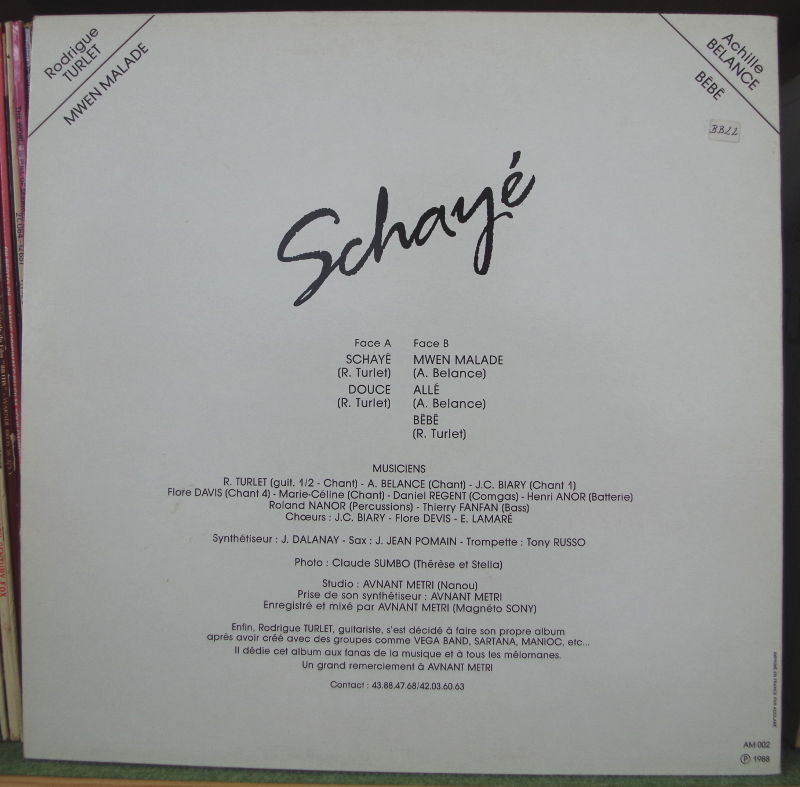 Rodrigue
TURLET
MWEN MALADE
Achille
BELANCE
BÉBÉ
BB22
Schayé
Face A
SCHAYÉ
(R. Turlet)
DOUCE
(R. Turlet)
Face B
MWEN MALADE
(A. Belance)
ALLÉ
(A. Belance)
BÉBÉ
(R. Turlet)
MUSICIENS
R. TURLET (guit. 1/2 - Chant) - A. BELANCE (Chant) - J.C. BIARY (Chant 1)
Flore DAVIS (Chant 4) - Marie-Céline (Chant) - Daniel REGENT (Comgas) - Henri ANOR (Batterie)
Roland NANOR (Percussions) - Thierry FANFAN (Bass)
Chœurs : J.C. BIARY - Flore DEVIS - E. LAMARÉ
Synthétiseur : J. DALANAY - Sax : J. JEAN POMAIN - Trompette : Tony RUSSO
Photo : Claude SUMBO (Thérèse et Stella)
Studio : AVNANT METRI (Nanou)
Prise de son synthétiseur : AVNANT METRI
Enregistré et mixé par AVNANT METRI (Magnéto SONY)
Enfin, Rodrigue TURLET, guitariste, s'est décidé à faire son propre album
après avoir créé avec des groupes comme VEGA BAND, SARTANA, MANIOC, etc...
Il dédie cet album aux fanas de la musique et à tous les mélomanes.
Un grand remerciement à AVNANT METRI
Contact : 43.88.47.68/42.03.60.63
AM 002
Ⓟ 1988